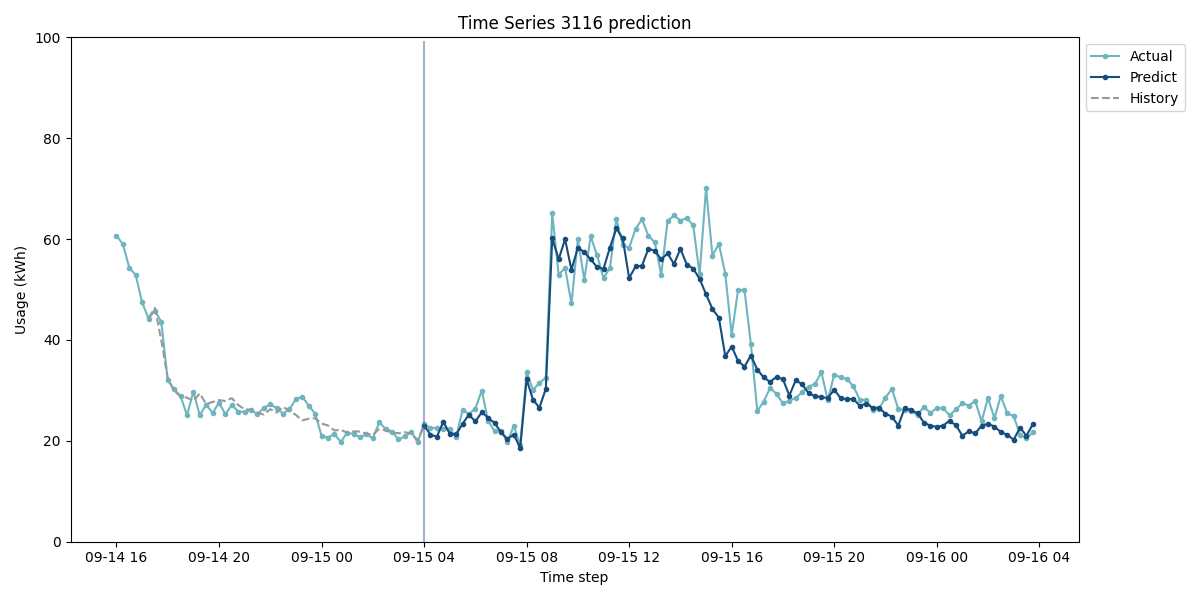 Time Series 3116 prediction
100
80
60
40
20
0
Usage (kWh)
09-14 16
09-14 20
09-15 00
09-15 04
09-15 08
09-15 12
09-15 16
09-15 20
09-16 00
09-16 04
Time step
Actual
Predict
History